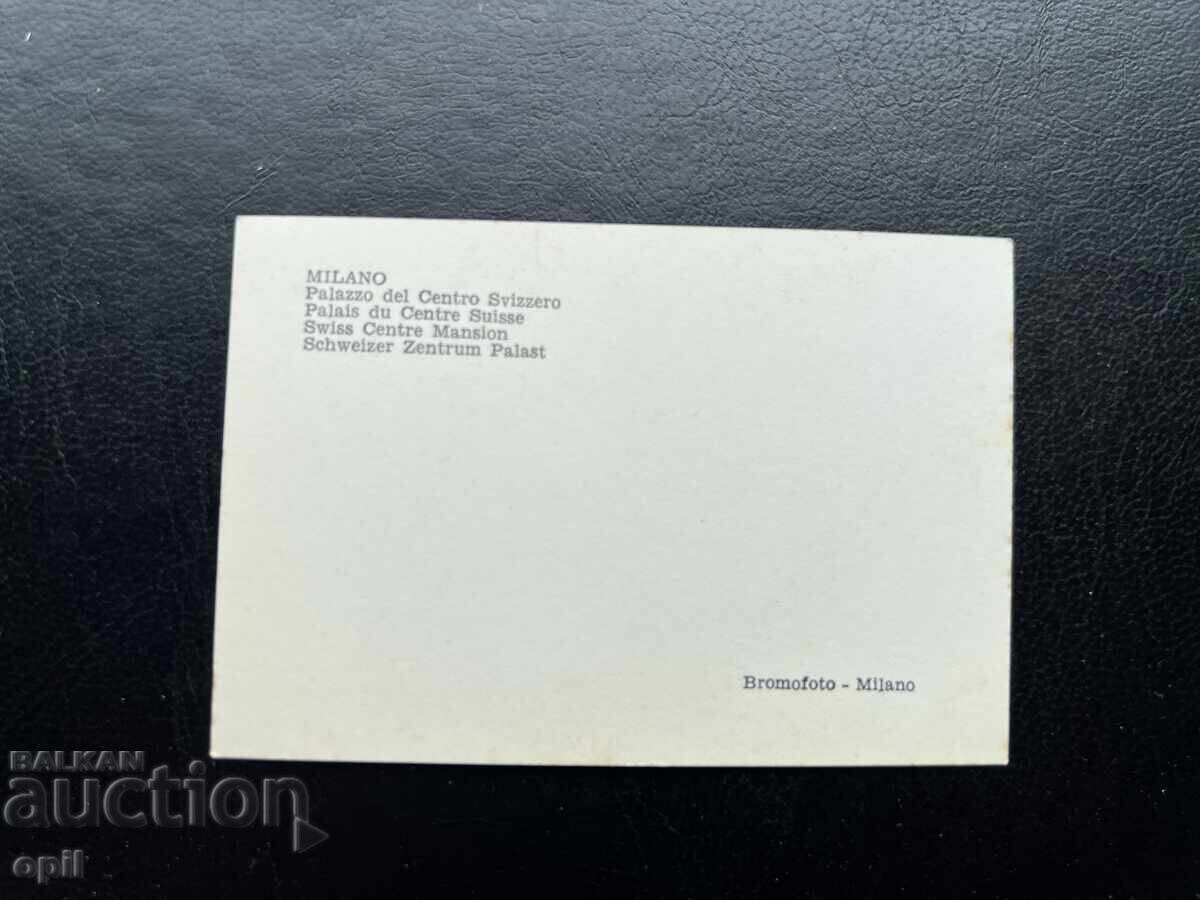 MILANO
Palazzo del Centro Svizzero
Palais du Centre Suisse
Swiss Centre Mansion
Schweizer Zentrum Palast
Bromofoto - Milano
BALKAN
auction
opil